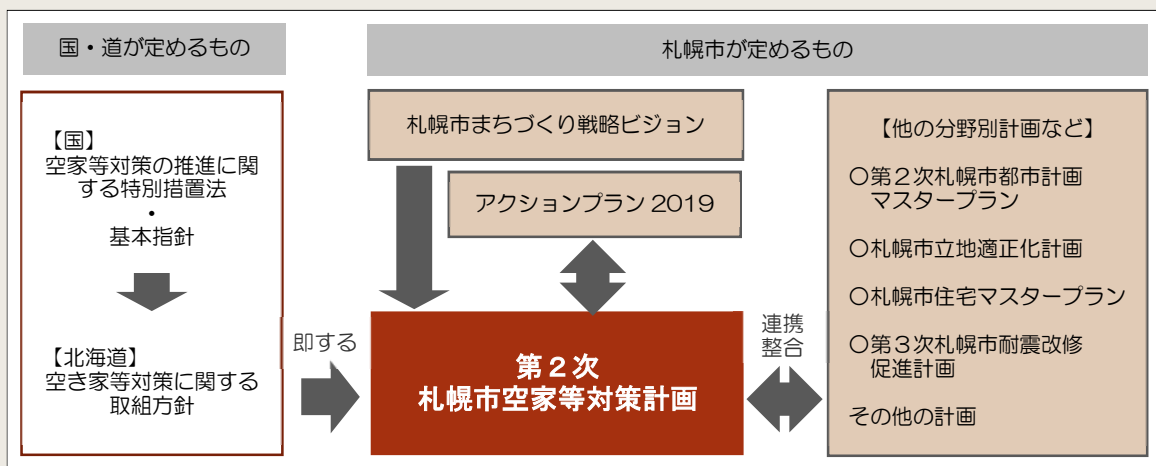 国・道が定めるもの
札幌市が定めるもの
【国】
空家等対策の推進に関
する特別措置法
・
基本指針
【北海道】
空き家等対策に関する
取組方針
即する
札幌市まちづくり戦略ビジョン
アクションプラン 2019
第２次
札幌市空家等対策計画
連携
整合
【他の分野別計画など】
〇第２次札幌市都市計画
マスタープラン
〇札幌市立地適正化計画
〇札幌市住宅マスタープラン
〇第３次札幌市耐震改修
促進計画
その他の計画